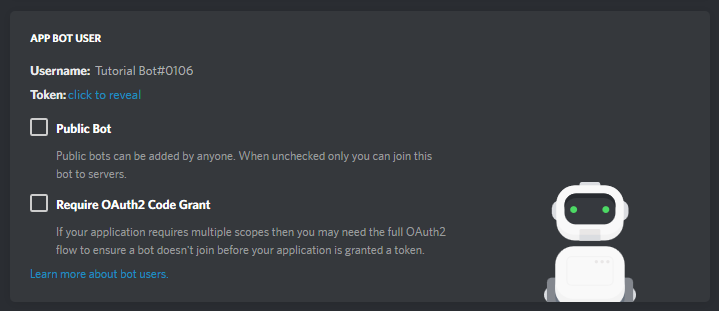 APP BOT USER
Username: Tutorial Bot#0106
Token: click to reveal
Public Bot
Public bots can be added by anyone. When unchecked only you can join this
bot to servers.
Require OAuth2 Code Grant
If your application requires multiple scopes then you may need the full OAuth2
flow to ensure a bot doesn't join before your application is granted a token.
Learn more about bot users.